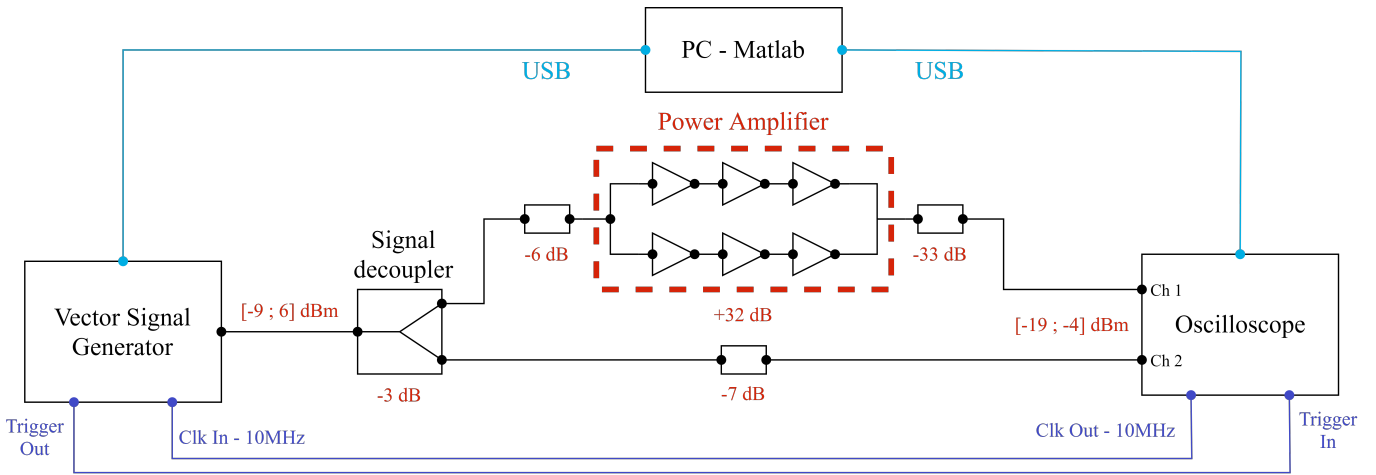 PC - Matlab
USB
USB
Power Amplifier
Signal
decoupler
-6 dB
-33 dB
Vector Signal
Generator
[-9 ; 6] dBm
+32 dB
[-19 ; -4] dBm
Ch 1
Oscilloscope
Ch 2
-3 dB
-7 dB
Trigger
Out
Clk In - 10MHz
Clk Out - 10MHz
Trigger
In